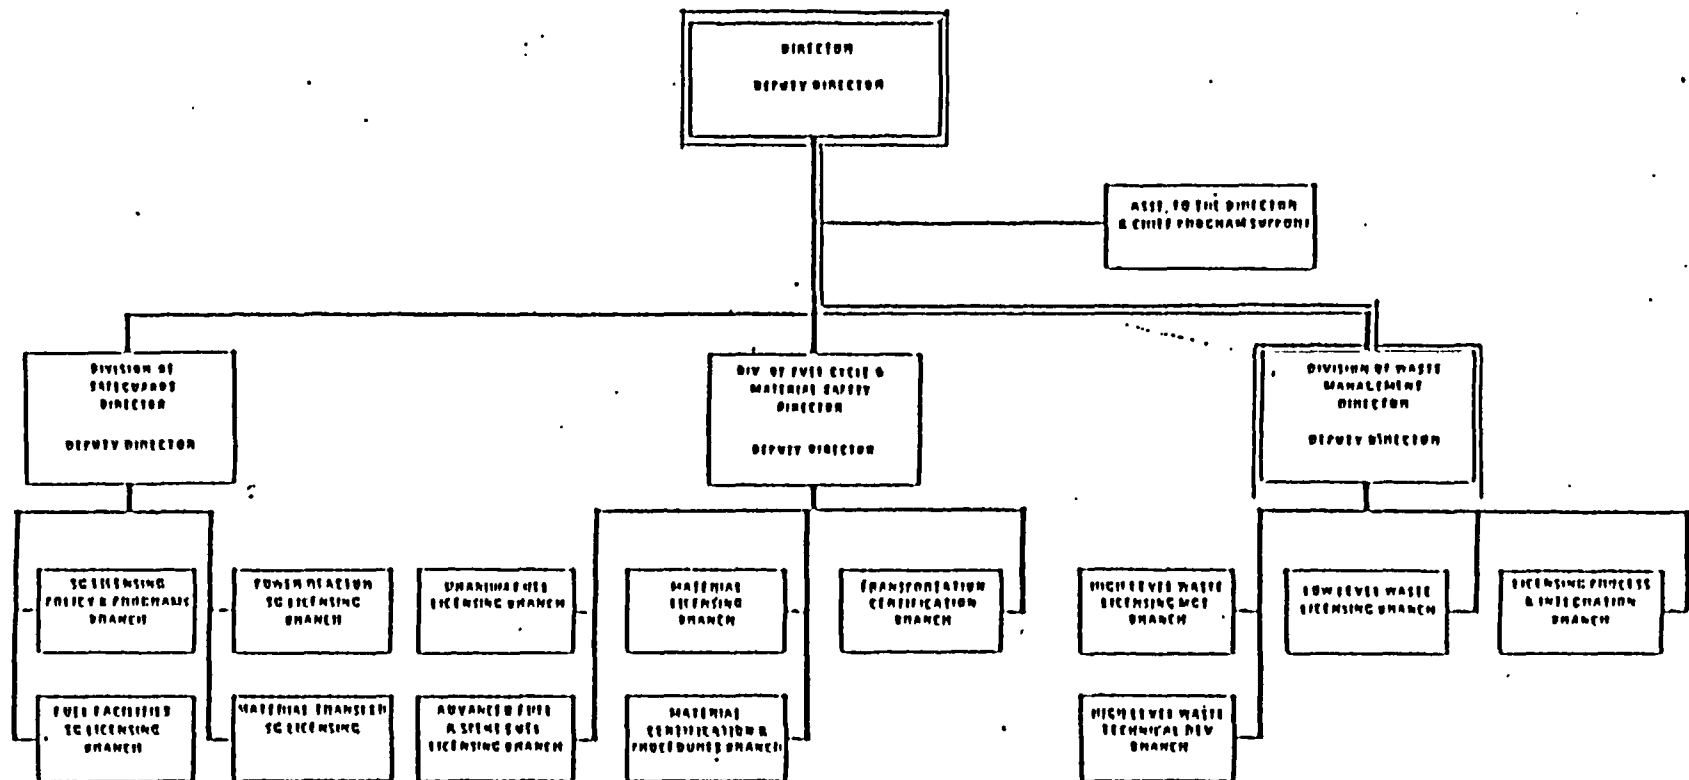 DIRECTOR
DEPUTY DIRECTOR
ASST. TO THE DIRECTOR
& CHIEF PROGRAM SUPPORT
DIVISION OF
SAFEGUARDS
DIRECTOR
DEPUTY DIRECTOR
DIV. OF FUEL CYCLE &
MATERIAL SAFETY
DIRECTOR
DEPUTY DIRECTOR
DIVISION OF WASTE
MANAGEMENT
DIRECTOR
DEPUTY DIRECTOR
SG LICENSING
POLICY & PROGRAMS
BRANCH
POWER REACTOR
SG LICENSING
BRANCH
URANIUM FUEL
LICENSING BRANCH
MATERIAL
LICENSING
BRANCH
TRANSPORTATION
CERTIFICATION
BRANCH
HIGH LEVEL WASTE
LICENSING MGT
BRANCH
LOW LEVEL WASTE
LICENSING BRANCH
LICENSING PROCESS
& INTEGRATION
BRANCH
FUEL FACILITIES
SG LICENSING
BRANCH
MATERIAL TRANSFER
SG LICENSING
ADVANCED FUEL
& SPENT FUEL
LICENSING BRANCH
MATERIAL
CERTIFICATION &
PROCEDURES BRANCH
HIGH LEVEL WASTE
TECHNICAL DEV
BRANCH